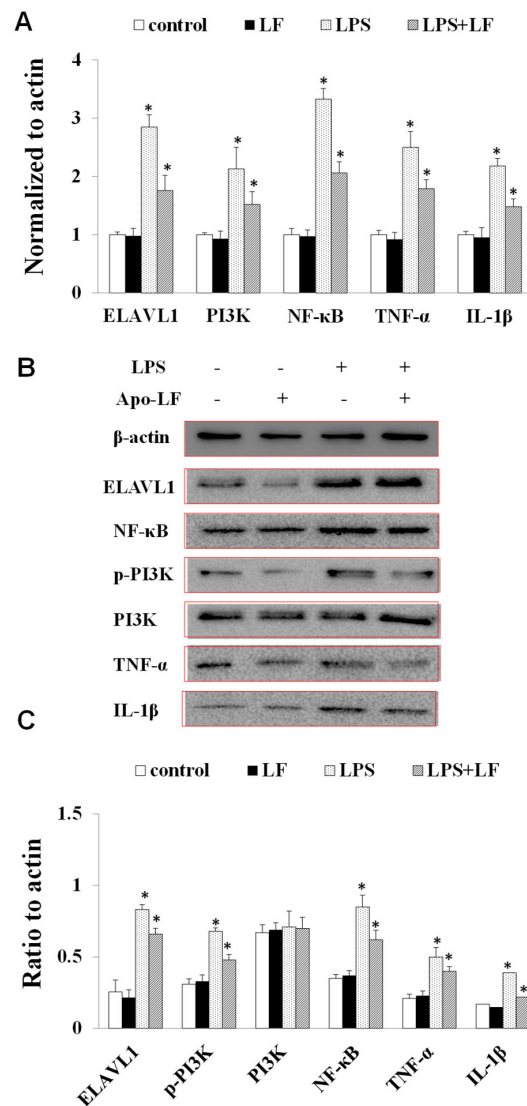 A
control LF LPS LPS+LF
Normalized to actin
4
3
2
1
0
* * * * * * * * * *
ELAVL1 PI3K NF-κB TNF-α IL-1β
B
LPS - - + +
Apo-LF - + - +
β-actin
ELAVL1
NF-κB
p-PI3K
PI3K
TNF-α
IL-1β
C
control LF LPS LPS+LF
Ratio to actin
1.5
1
0.5
0
* * * * * * * * * *
ELAVL1 p-PI3K PI3K NF-κB TNF-α IL-1β